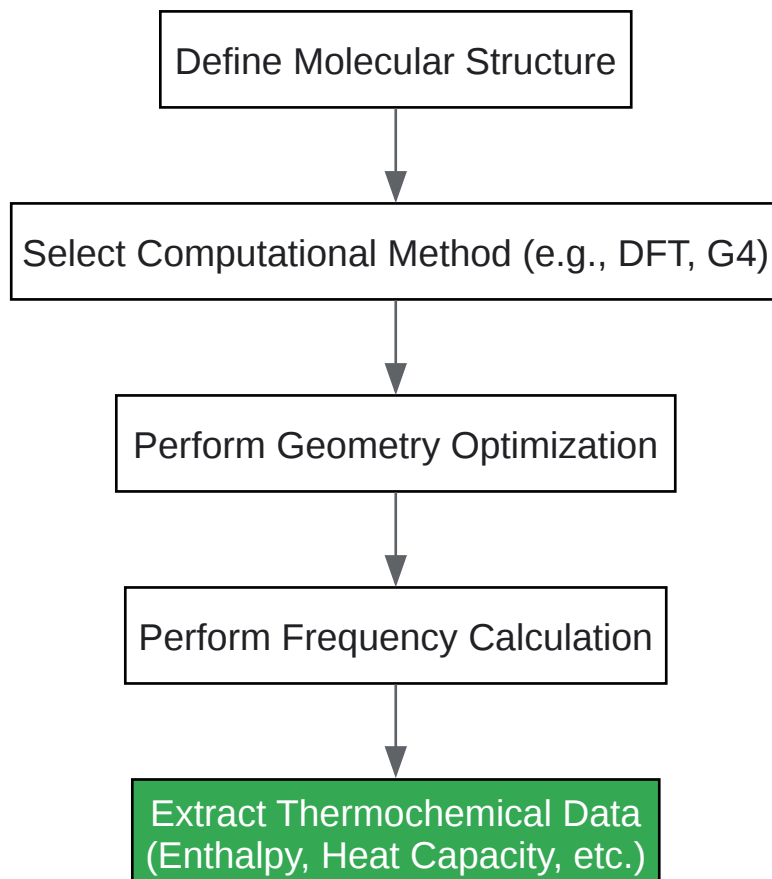 Define Molecular Structure
Select Computational Method (e.g., DFT, G4)
Perform Geometry Optimization
Perform Frequency Calculation
Extract Thermochemical Data
(Enthalpy, Heat Capacity, etc.)